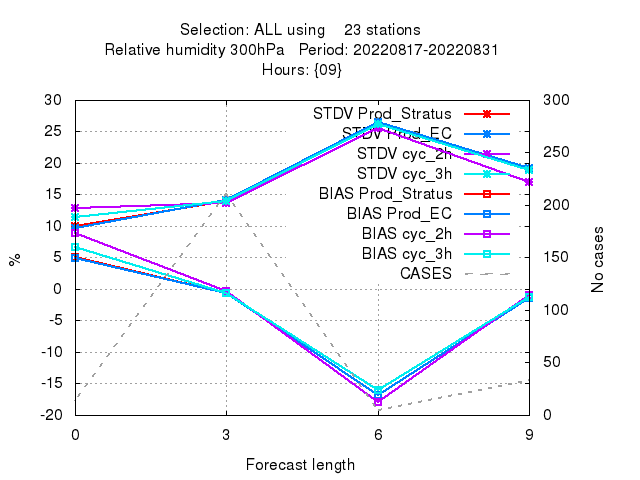 Selection: ALL using    23 stations
Relative humidity 300hPa   Period: 20220817-20220831
Hours: {09}
30
25
20
15
10
5
0
-5
-10
-15
-20
%
STDV Prod_Stratus
STDV Prod_EC
STDV cyc_2h
STDV cyc_3h
BIAS Prod_Stratus
BIAS Prod_EC
BIAS cyc_2h
BIAS cyc_3h
CASES
300
250
200
150
100
50
0
No cases
0 3 6 9
Forecast length